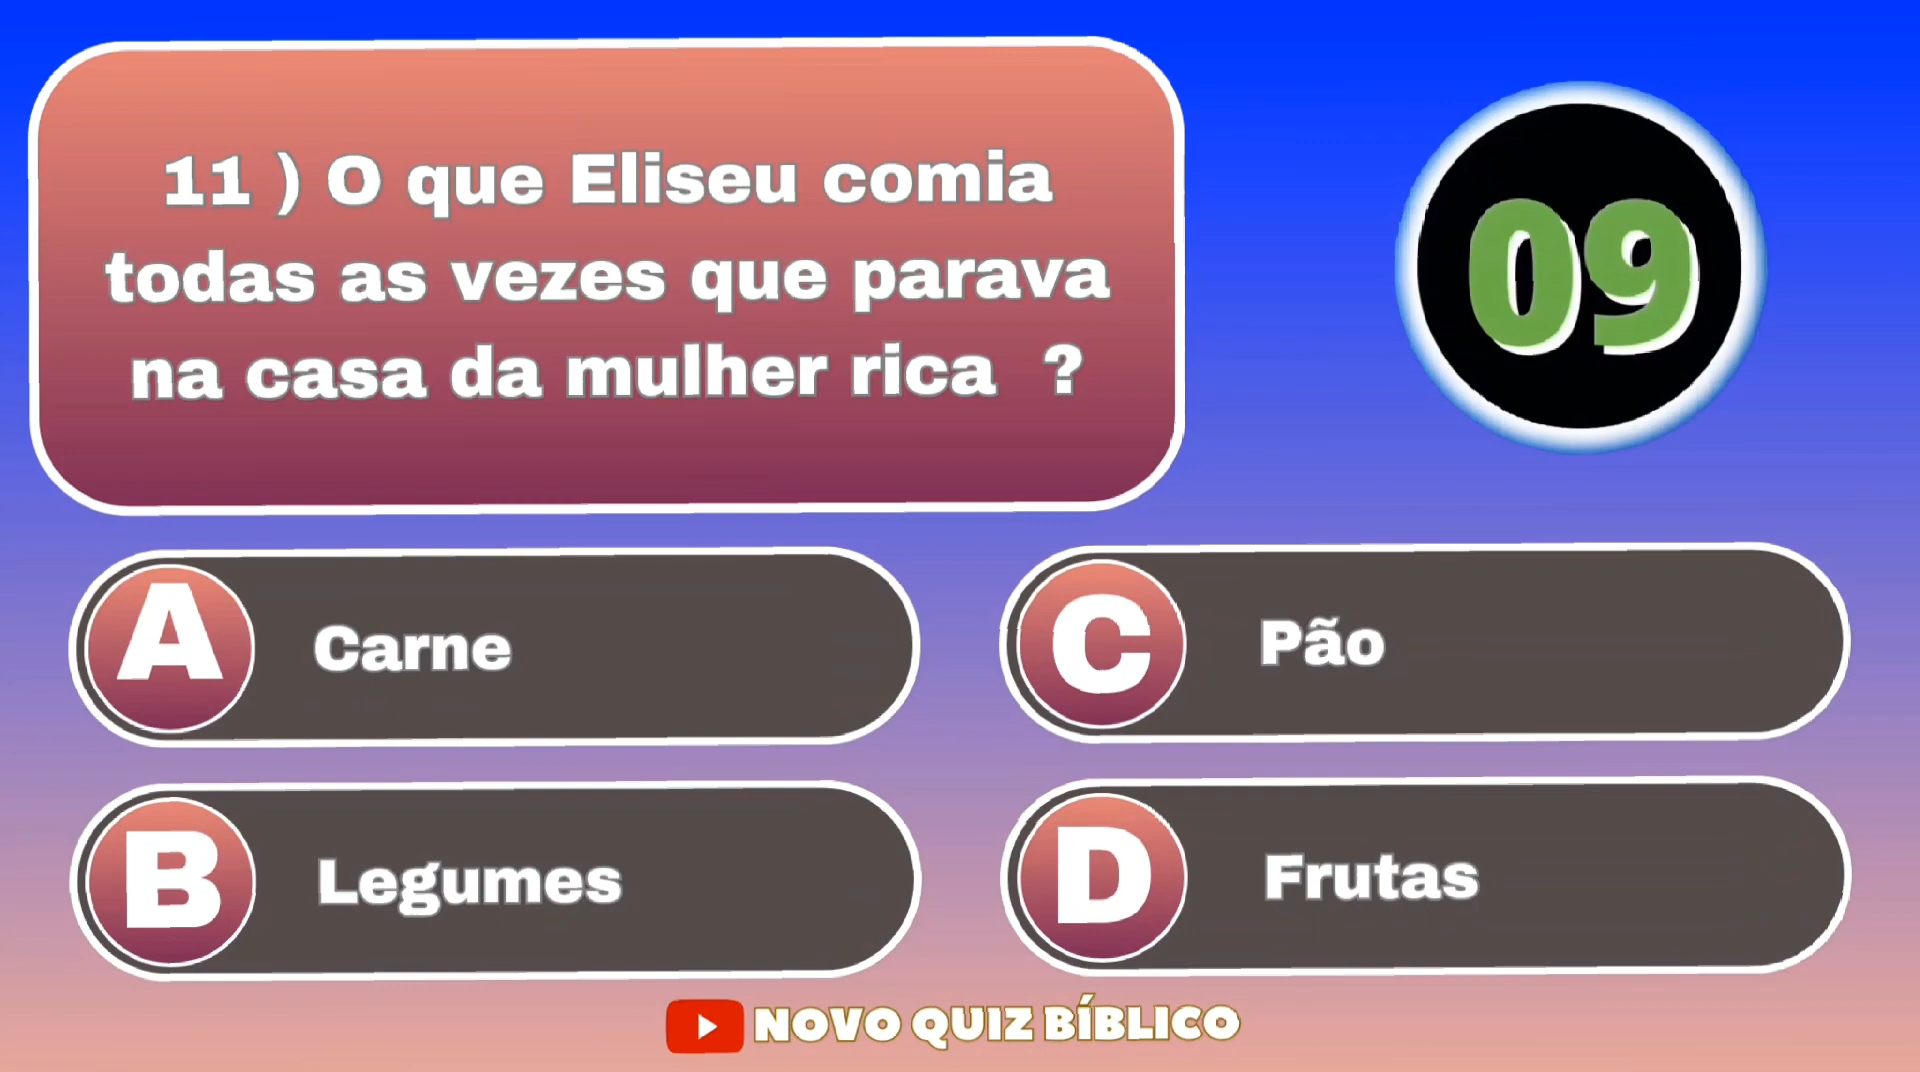 11 ) O que Eliseu comia
todas as vezes que parava
na casa da mulher rica ?
09
A Carne
C Pão
B Legumes
D Frutas
NOVO QUIZ BÍBLICO